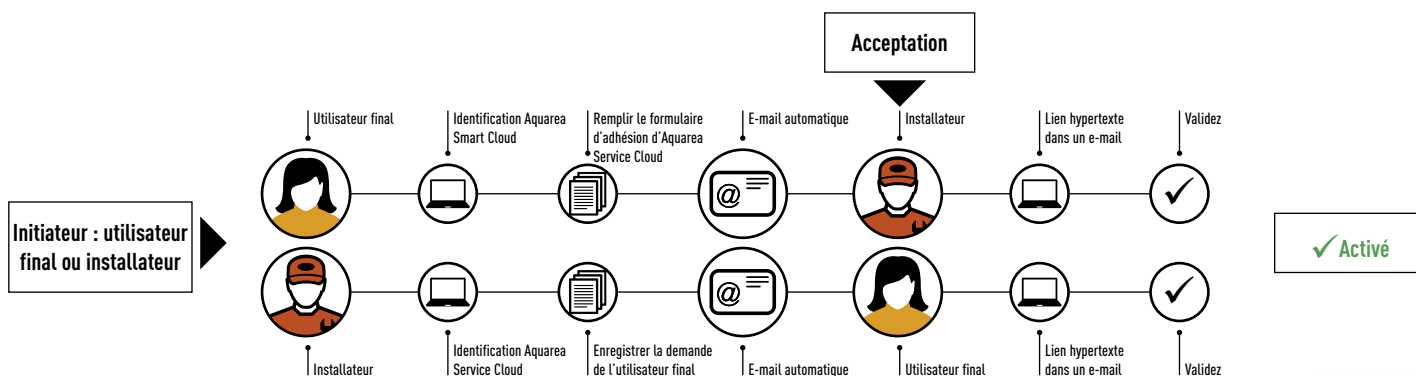 Acceptation
Utilisateur final
Identification Aquarea
Smart Cloud
Remplir le formulaire
d'adhésion d'Aquarea
Service Cloud
E-mail automatique
Installateur
Lien hypertexte
dans un e-mail
Validez
@
Initiateur : utilisateur
final ou installateur
Activé
@
Installateur
Identification Aquarea
Service Cloud
Enregistrer la demande
de l'utilisateur final
E-mail automatique
Utilisateur final
Lien hypertexte
dans un e-mail
Validez